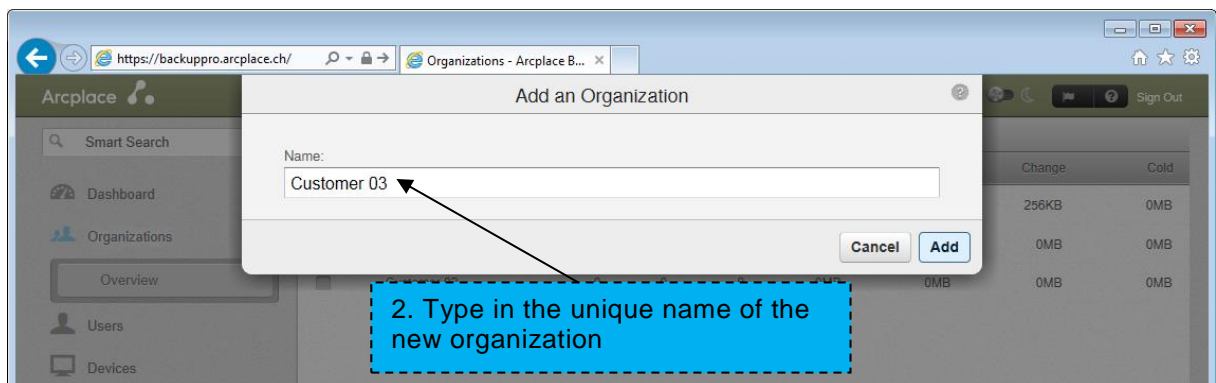 https://backuppro.arcplace.ch/
Organizations - Arcplace B...
Arcplace
Add an Organization
Sign Out
Smart Search
Name:
Customer 03
Change Cold
Dashboard
256KB 0MB
Organizations
Cancel Add
0MB 0MB
Overview
0MB 0MB 0MB
2. Type in the unique name of the
new organization
Users
Devices